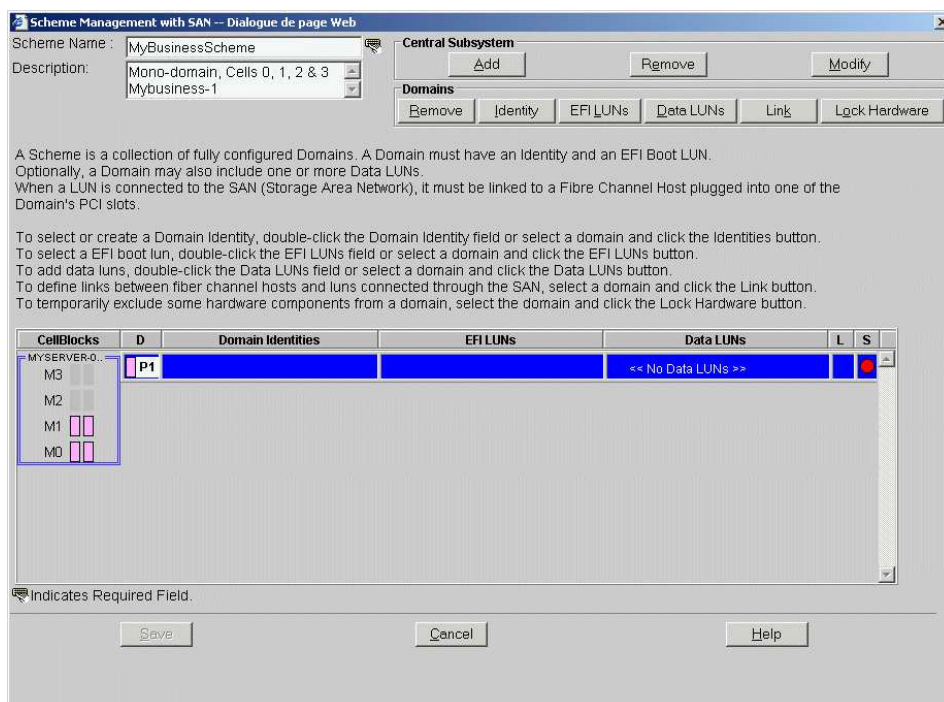 Scheme Management with SAN -- Dialogue de page Web
Scheme Name : MyBusinessScheme
Description: Mono-domain, Cells 0, 1, 2 & 3
Mybusiness-1
Central Subsystem
Add Remove Modify
Domains
Remove Identity EFI LUNs Data LUNs Link Lock Hardware
A Scheme is a collection of fully configured Domains. A Domain must have an Identity and an EFI Boot LUN.
Optionally, a Domain may also include one or more Data LUNs.
When a LUN is connected to the SAN (Storage Area Network), it must be linked to a Fibre Channel Host plugged into one of the
Domain's PCI slots.
To select or create a Domain Identity, double-click the Domain Identity field or select a domain and click the Identities button.
To select a EFI boot lun, double-click the EFI LUNs field or select a domain and click the EFI LUNs button.
To add data luns, double-click the Data LUNs field or select a domain and click the Data LUNs button.
To define links between fiber channel hosts and luns connected through the SAN, select a domain and click the Link button.
To temporarily exclude some hardware components from a domain, select the domain and click the Lock Hardware button.
CellBlocks D Domain Identities EFI LUNs Data LUNs L S
MYSERVER-0..
P1 << No Data LUNs >>
M3
M2
M1
M0
Indicates Required Field.
Save Cancel Help